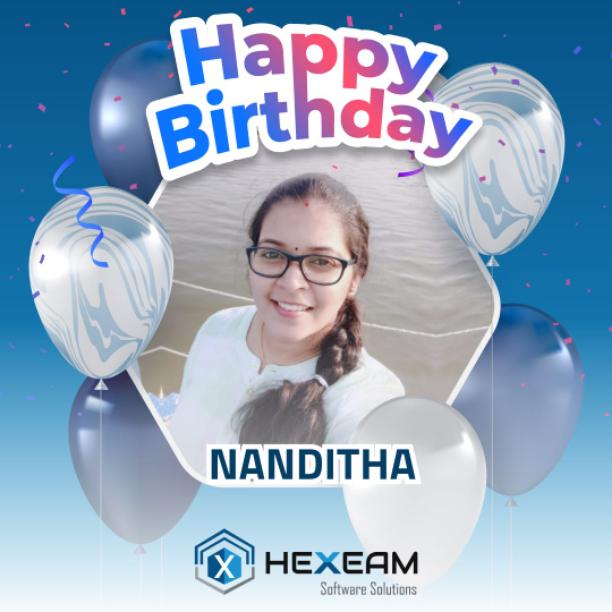 Happy
Birthday
NANDITHA
HEXEAM
Software Solutions